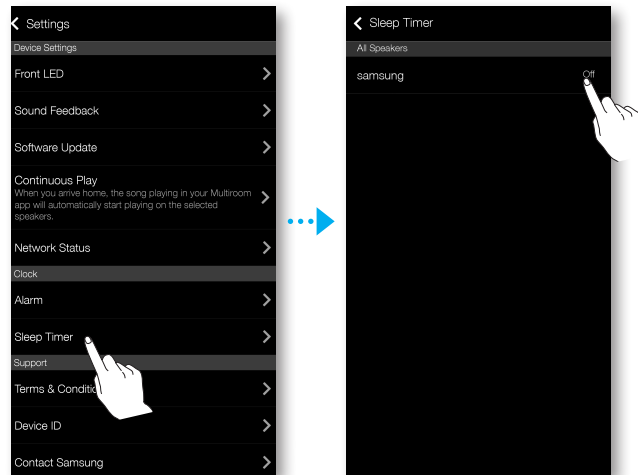 Settings
Device Settings
Front LED
Sound Feedback
Software Update
Continuous Play
When you arrive home, the song playing in your Multiroom
app will automatically start playing on the selected
speakers.
Network Status
Clock
Alarm
Sleep Timer
Support
Terms & Conditio
Device ID
Contact Samsung
Sleep Timer
All Speakers
samsung
Off